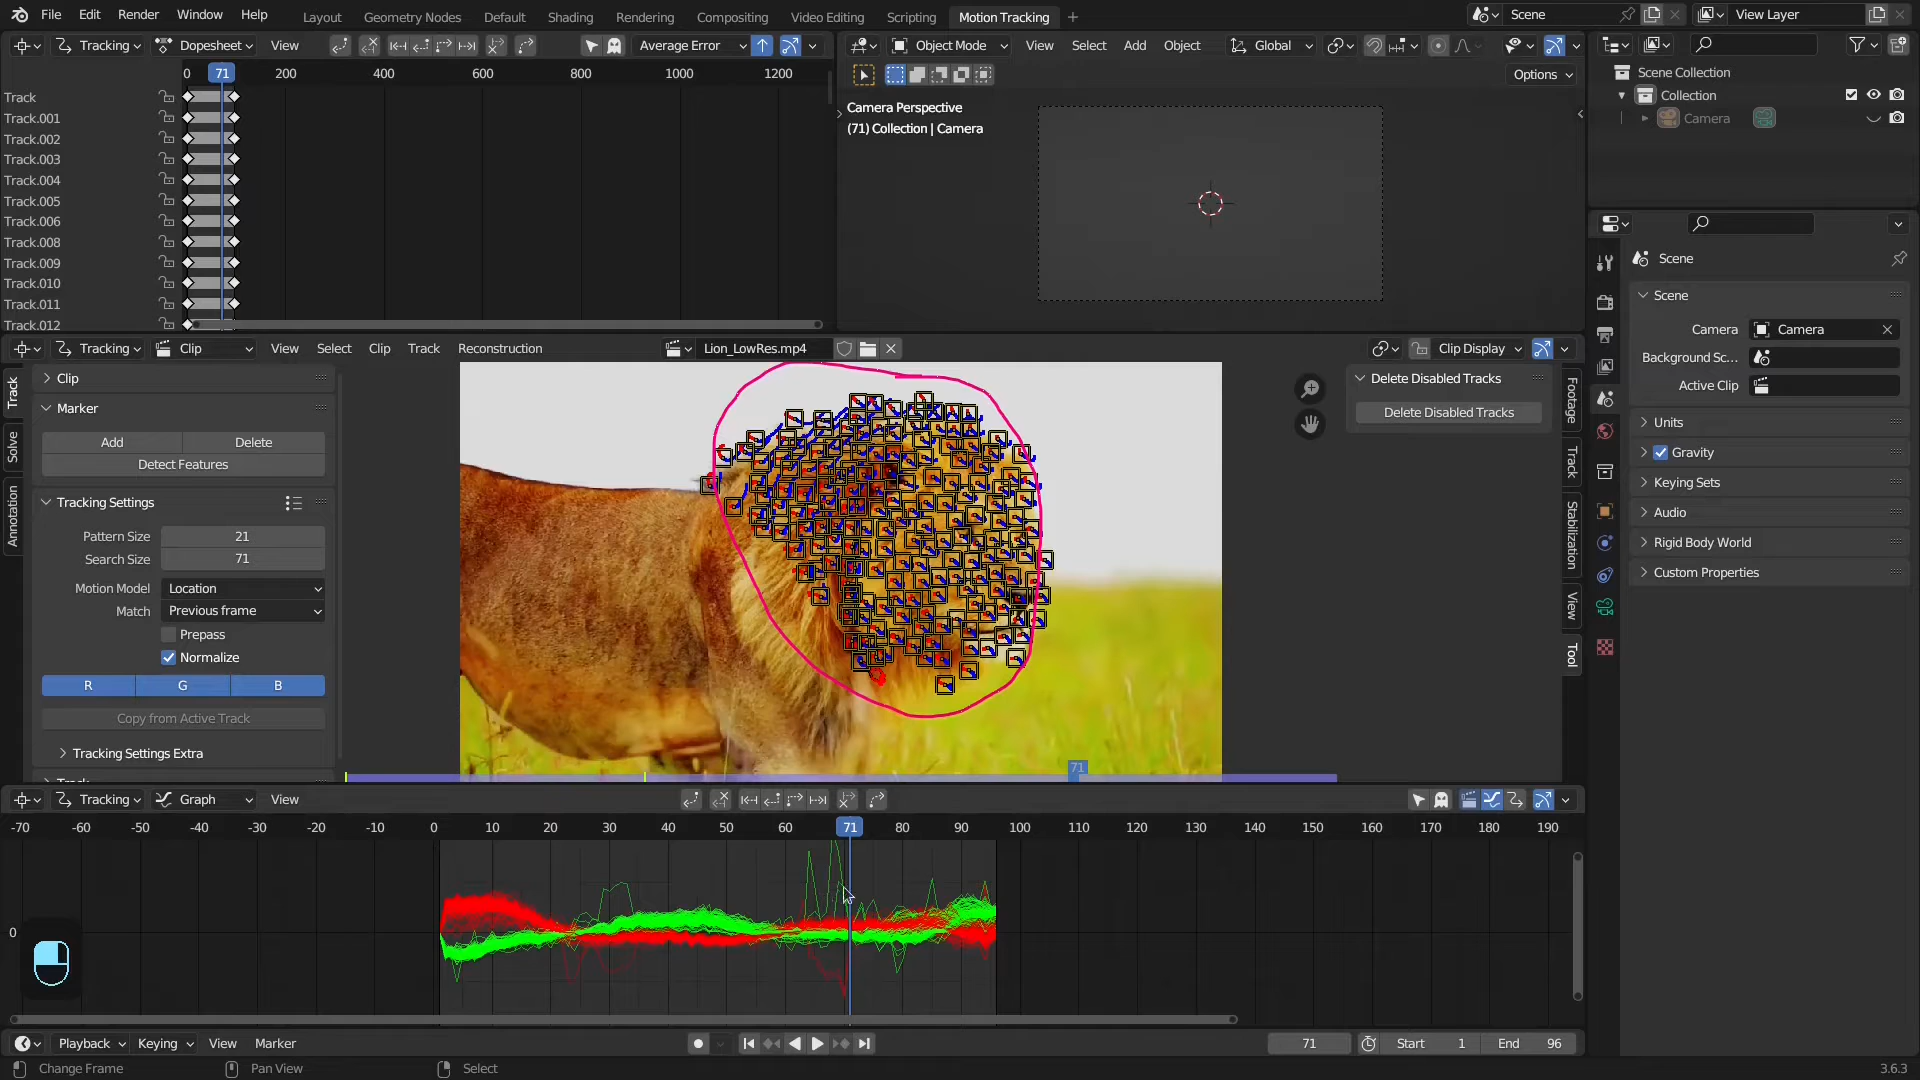 File Edit Render Window Help Layout Geometry Nodes Default Shading Rendering Compositing Video Editing Scripting Motion Tracking + Scene View Layer
Tracking Dopesheet View Average Error
Object Mode View Select Add Object Global
0 71 200 400 600 800 1000 1200
Options
Track
Track.001
Track.002
Track.003
Track.004
Track.005
Track.006
Track.008
Track.009
Track.010
Track.011
Track.012
Camera Perspective
(71) Collection | Camera
Scene Collection
Collection
Camera
Scene
Scene
Camera Camera
Background Sc...
Active Clip
Units
Gravity
Keying Sets
Audio
Rigid Body World
Custom Properties
Tracking Clip View Select Clip Track Reconstruction Lion_LowRes.mp4 Clip Display
Track
Solve
Annotation
Clip
Marker
Add Delete
Detect Features
Tracking Settings
Pattern Size 21
Search Size 71
Motion Model Location
Match Previous frame
Prepass
Normalize
R G B
Copy from Active Track
Tracking Settings Extra
Delete Disabled Tracks
Delete Disabled Tracks
Footage
Track
Stabilization
View
Tool
71
Tracking Graph View
-70 -60 -50 -40 -30 -20 -10 0 10 20 30 40 50 60 71 80 90 100 110 120 130 140 150 160 170 180 190
0
Playback Keying View Marker 71 Start 1 End 96
Change Frame Pan View Select 3.6.3